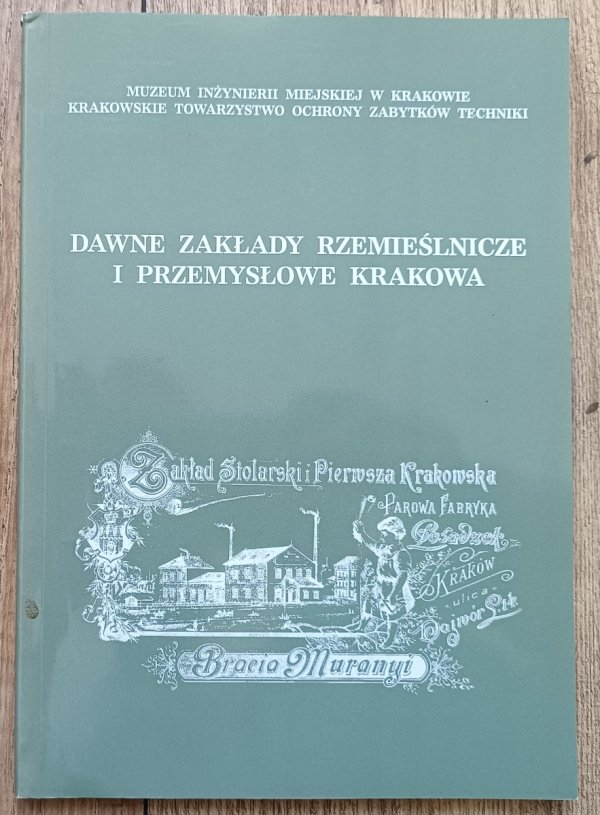 MUZEUM INŻYNIERII MIEJSKIEJ W KRAKOWIE
KRAKOWSKIE TOWARZYSTWO OCHRONY ZABYTKÓW TECHNIKI
DAWNE ZAKŁADY RZEMIEŚLNICZE
I PRZEMYSŁOWE KRAKOWA
Zakład Stolarski i Pierwsza Krakowska
PAROWA FABRYKA
Posadzek
KRAKÓW
ulica
Dajwór
Bracia Muranyi